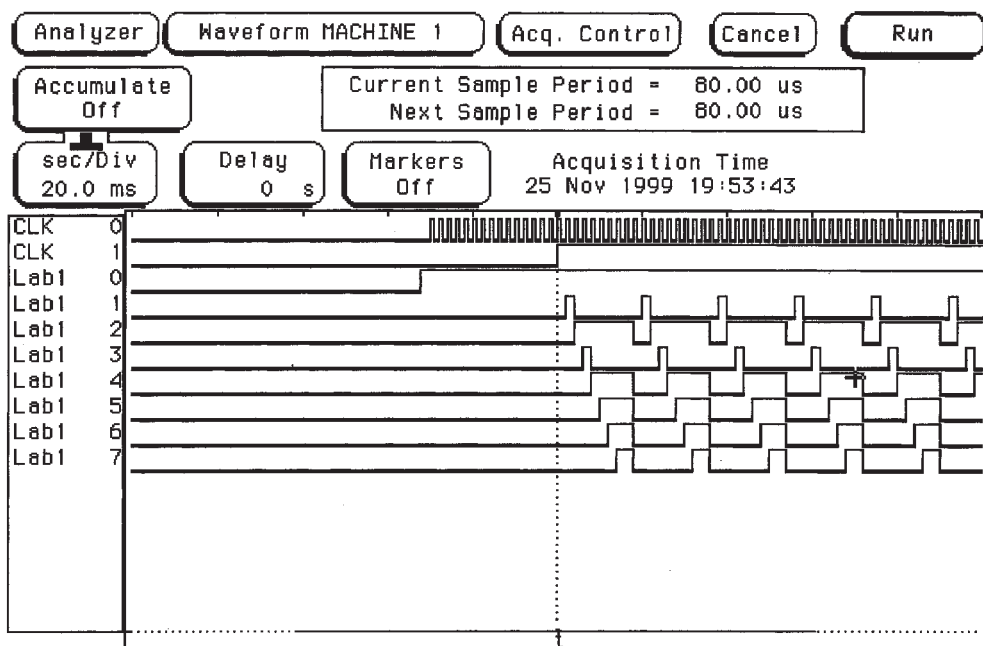 Analyzer Waveform MACHINE 1 Acq. Control Cancel Run
Accumulate Off
Current Sample Period = 80.00 us
Next Sample Period = 80.00 us
sec/Div 20.0 ms
Delay 0 s
Markers Off
Acquisition Time
25 Nov 1999 19:53:43
CLK 0
CLK 1
Lab1 0
Lab1 1
Lab1 2
Lab1 3
Lab1 4
Lab1 5
Lab1 6
Lab1 7